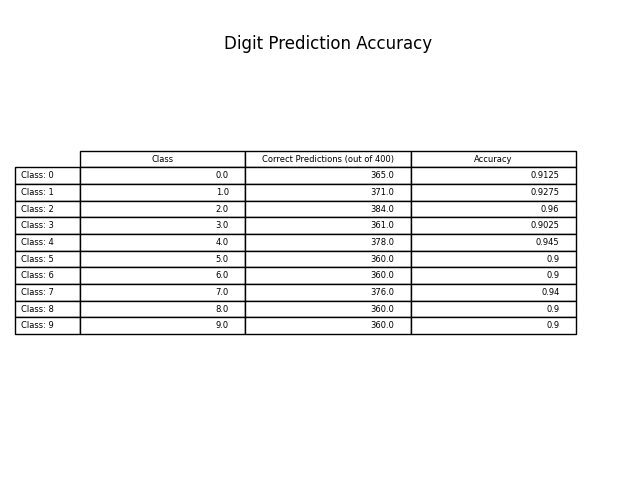 Digit Prediction Accuracy
Class Correct Predictions (out of 400) Accuracy
Class: 0 0.0 365.0 0.9125
Class: 1 1.0 371.0 0.9275
Class: 2 2.0 384.0 0.96
Class: 3 3.0 361.0 0.9025
Class: 4 4.0 378.0 0.945
Class: 5 5.0 360.0 0.9
Class: 6 6.0 360.0 0.9
Class: 7 7.0 376.0 0.94
Class: 8 8.0 360.0 0.9
Class: 9 9.0 360.0 0.9